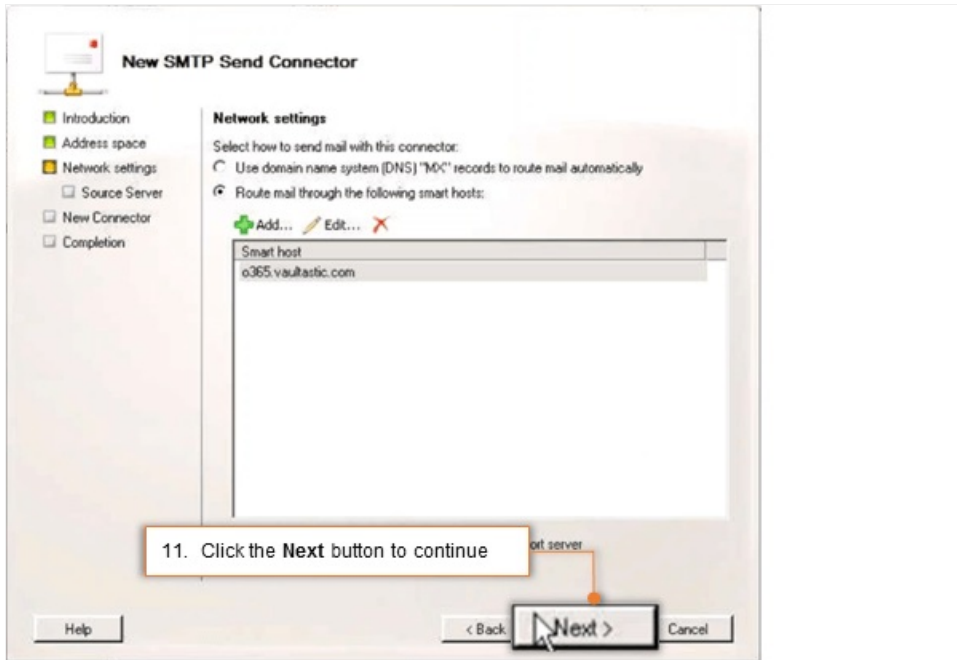 New SMTP Send Connector
Introduction
Address space
Network settings
Source Server
New Connector
Completion
Network settings
Select how to send mail with this connector:
Use domain name system (DNS) "MX" records to route mail automatically
Route mail through the following smart hosts:
Add... Edit...
Smart host
o365.vaultastic.com
11. Click the Next button to continue
ort server
Help < Back Next > Cancel